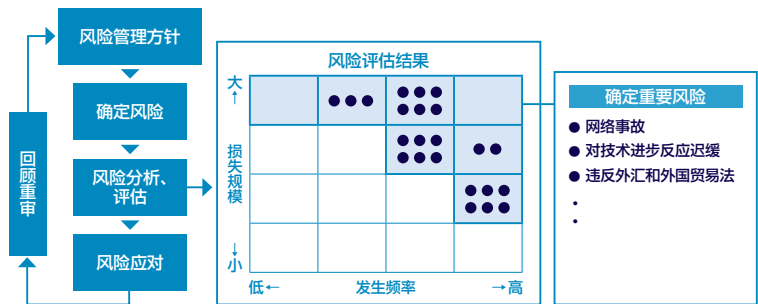 风险管理方针
确定风险
风险分析、
评估
风险应对
回顾重审
风险评估结果
大
↑
损失规模
↓
小
低←
发生频率
→高
确定重要风险
● 网络事故
● 对技术进步反应迟缓
● 违反外汇和外国贸易法
・
・